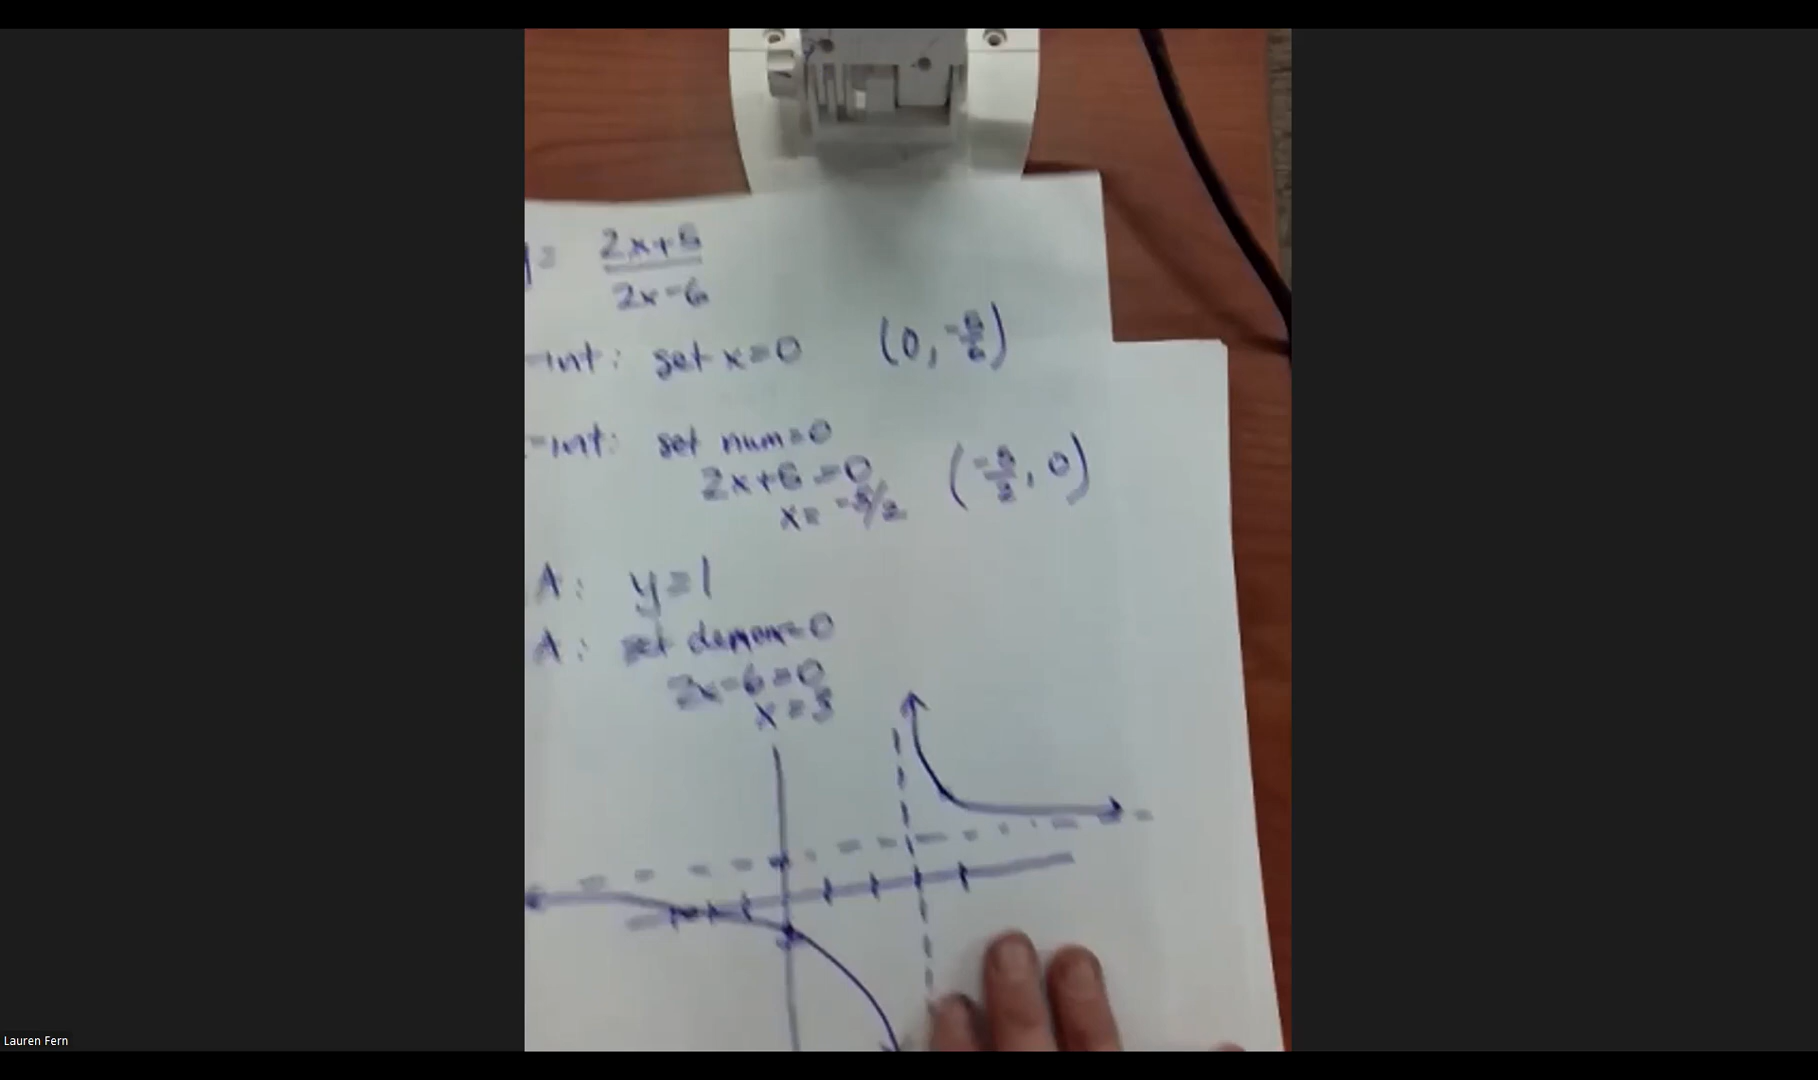 y = 2x+5
2x-6
-int: set x=0 (0, -5/6)
-int: set num=0
2x+5=0
x= -5/2 (-5/2, 0)
A: y=1
A: set denom=0
2x-6=0
x=3
Lauren Fern